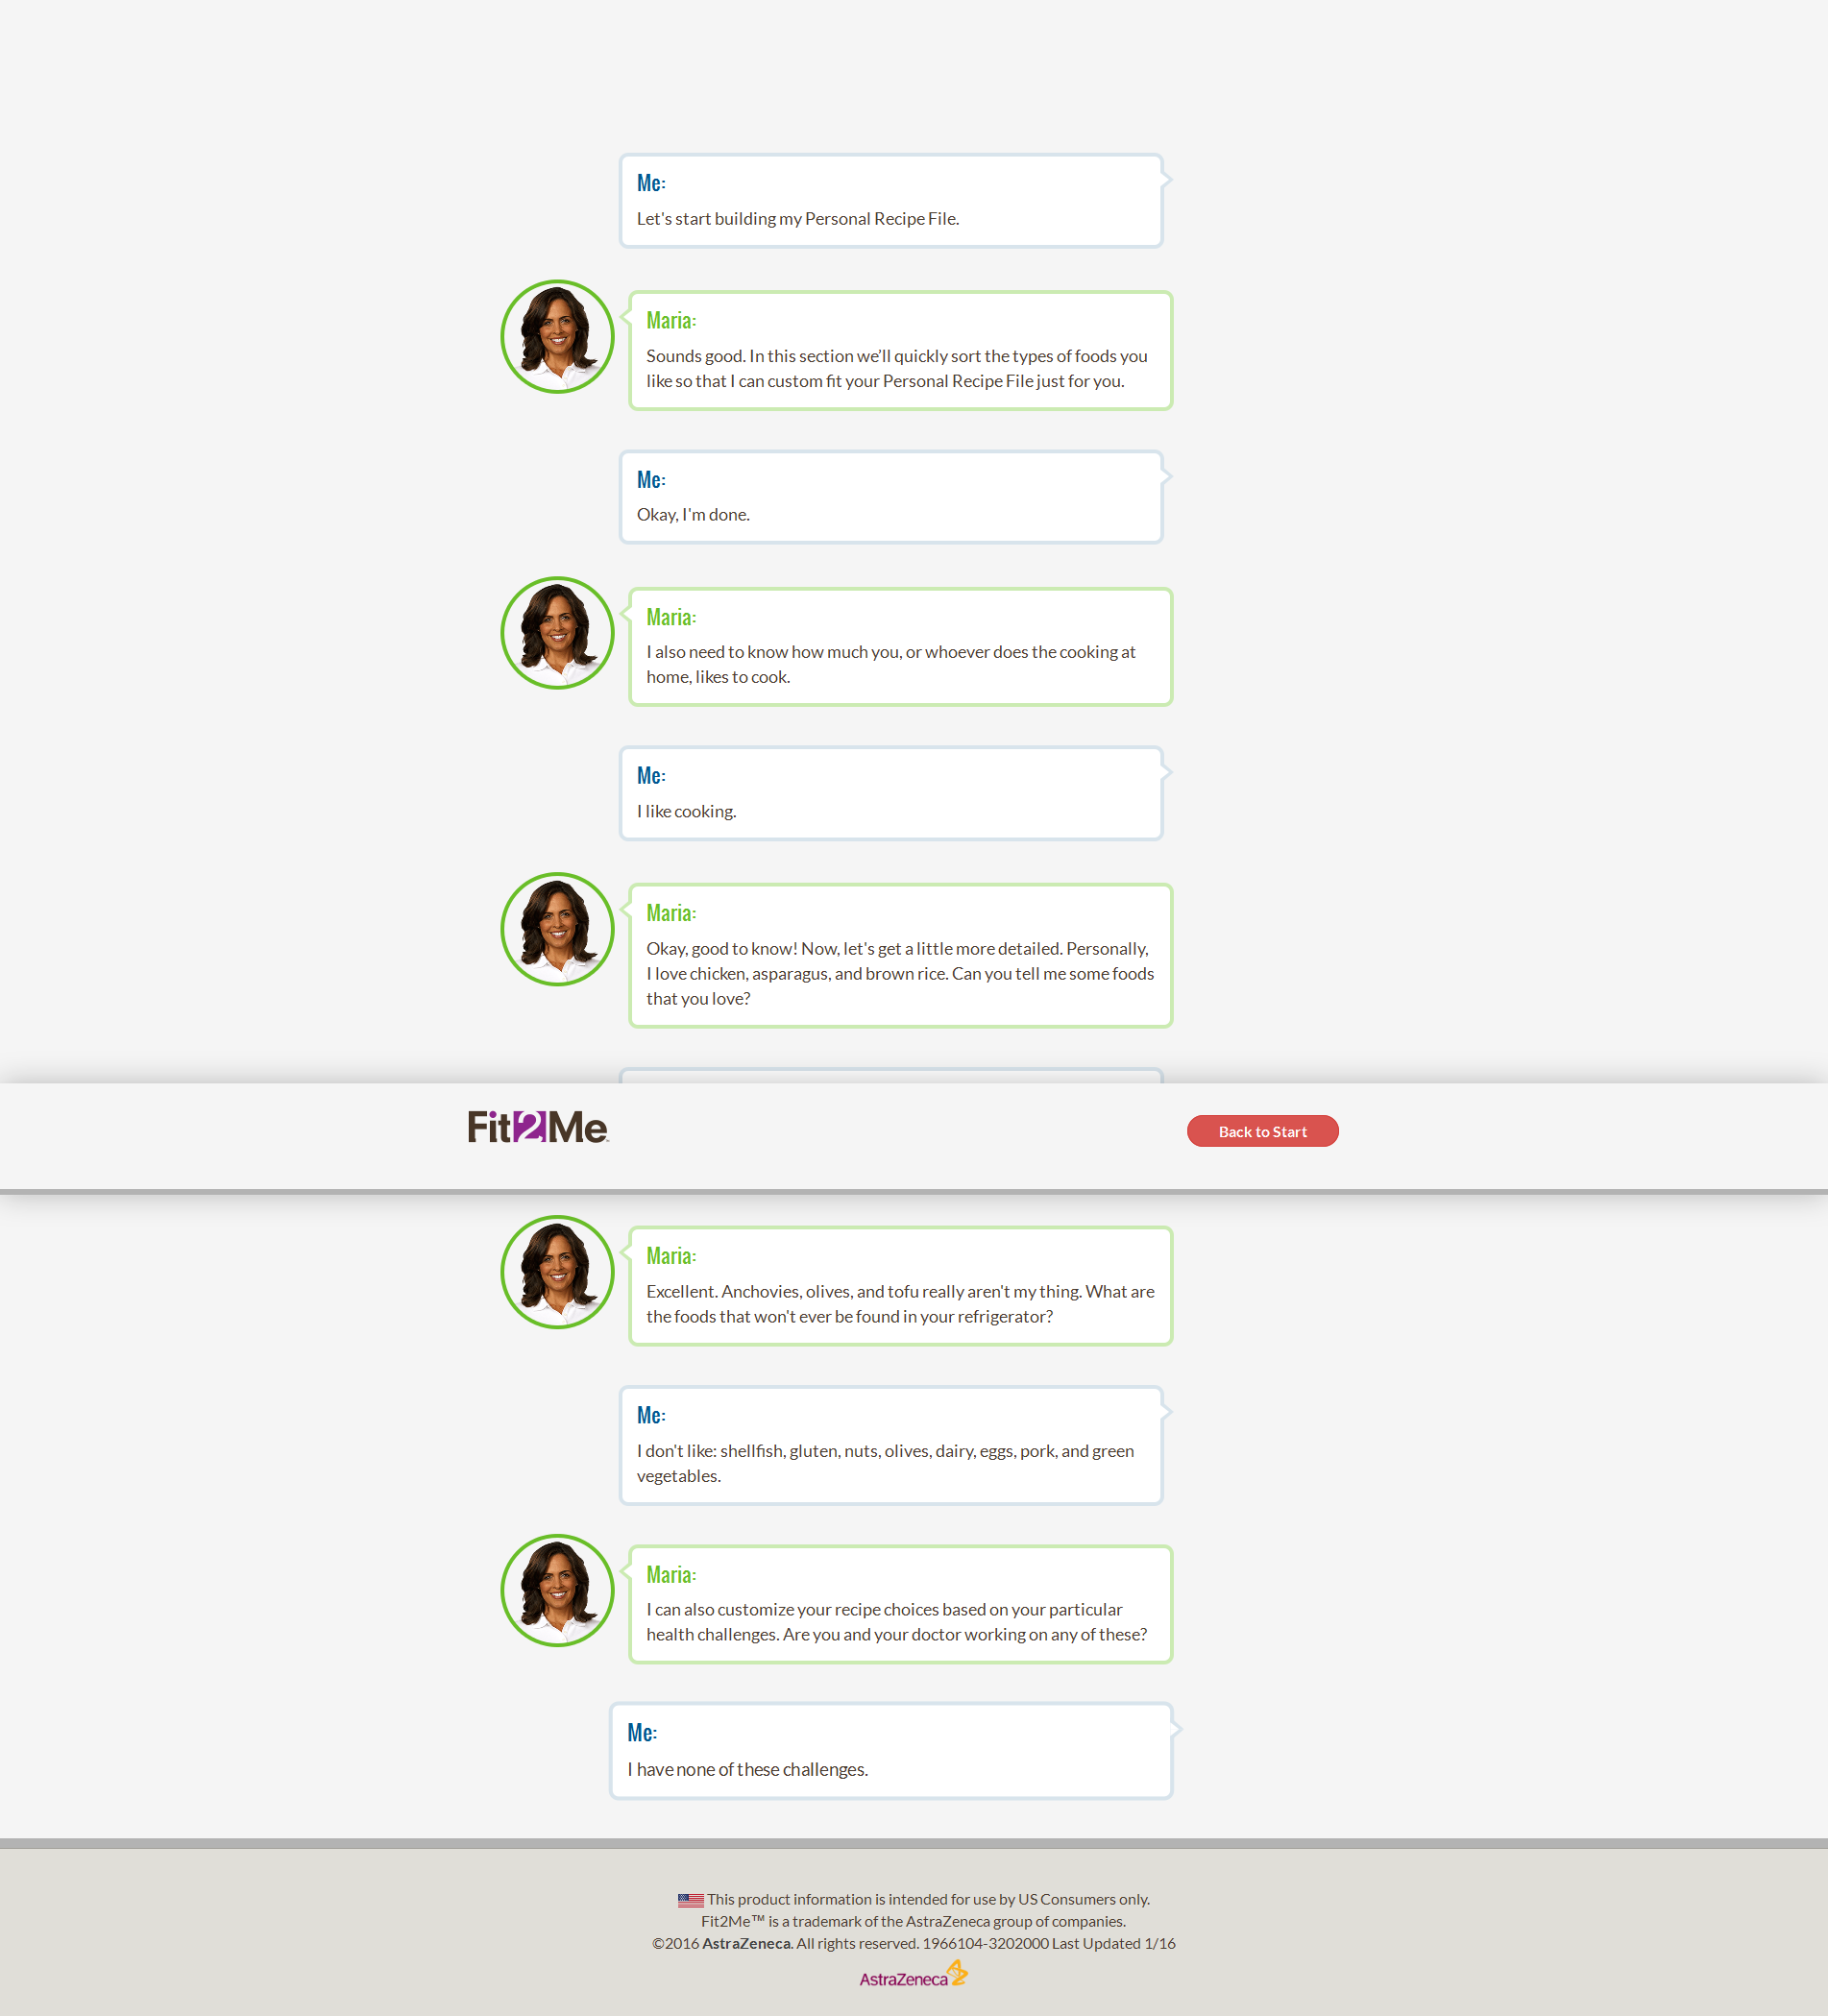 Me:
Let's start building my Personal Recipe File.
Maria:
Sounds good. In this section we’ll quickly sort the types of foods you
like so that I can custom fit your Personal Recipe File just for you.
Me:
Okay, I'm done.
Maria:
I also need to know how much you, or whoever does the cooking at
home, likes to cook.
Me:
I like cooking.
Maria:
Okay, good to know! Now, let's get a little more detailed. Personally,
I love chicken, asparagus, and brown rice. Can you tell me some foods
that you love?
Fit2Me
Back to Start
Maria:
Excellent. Anchovies, olives, and tofu really aren't my thing. What are
the foods that won't ever be found in your refrigerator?
Me:
I don't like: shellfish, gluten, nuts, olives, dairy, eggs, pork, and green
vegetables.
Maria:
I can also customize your recipe choices based on your particular
health challenges. Are you and your doctor working on any of these?
Me:
I have none of these challenges.
This product information is intended for use by US Consumers only.
Fit2Me™ is a trademark of the AstraZeneca group of companies.
©2016 AstraZeneca. All rights reserved. 1966104-3202000 Last Updated 1/16
AstraZeneca